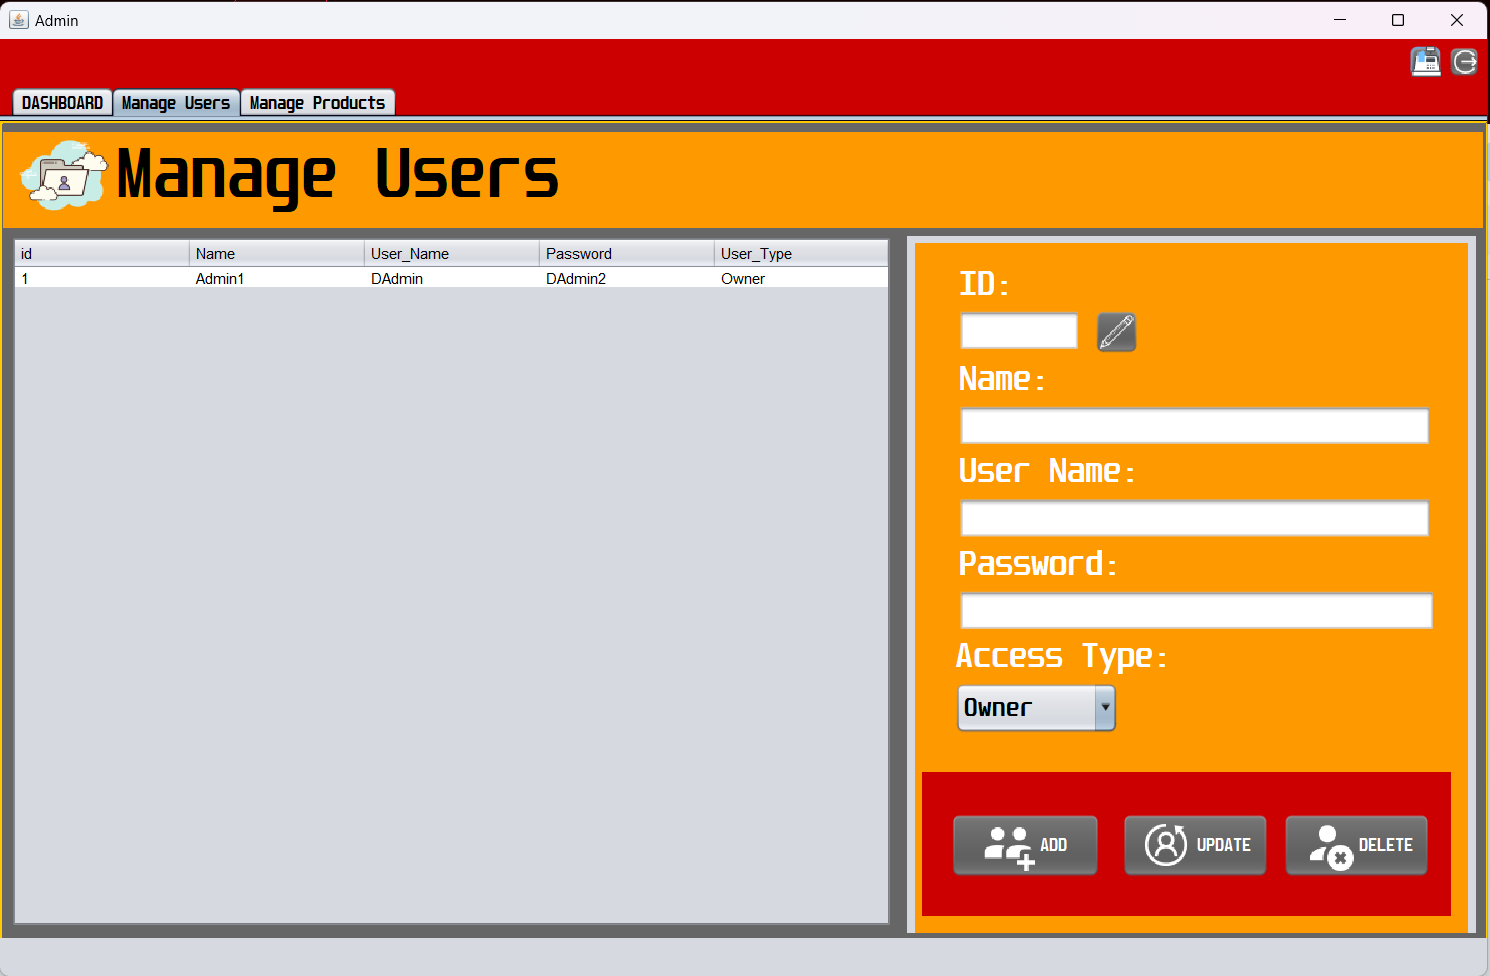 Admin
DASHBOARD Manage Users Manage Products
Manage Users
id Name User_Name Password User_Type
1 Admin1 DAdmin DAdmin2 Owner
ID:
Name:
User Name:
Password:
Access Type:
Owner
ADD UPDATE DELETE